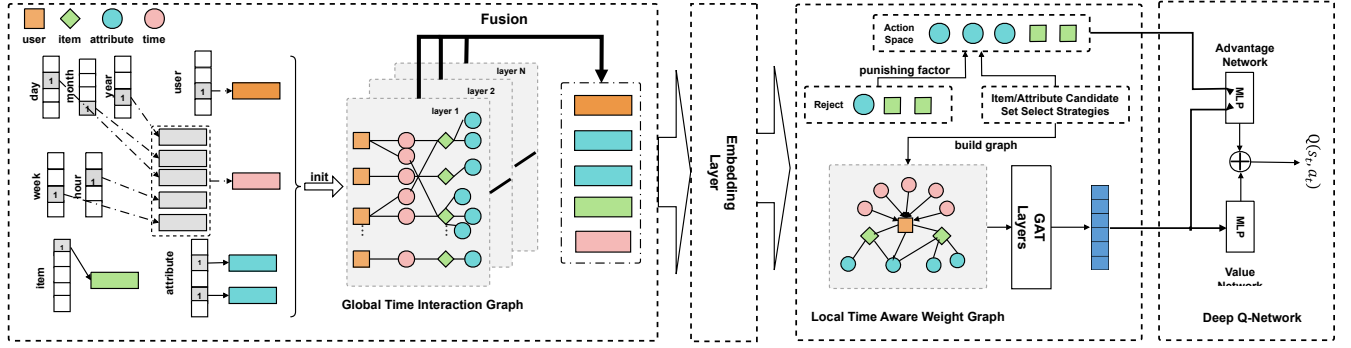 Fusion
user item attribute time
day
month
year
user
1
1
1
1
week
hour
1
1
item
1
attribute
1
1
init
layer N
layer 2
layer 1
Global Time Interaction Graph
Embedding
Layer
Action
Space
punishing factor
Reject
Item/Attribute Candidate
Set Select Strategies
build graph
GAT
Layers
Local Time Aware Weight Graph
Advantage
Network
MLP
Q(s_t, a_t)
MLP
Value
Network
Deep Q-Network